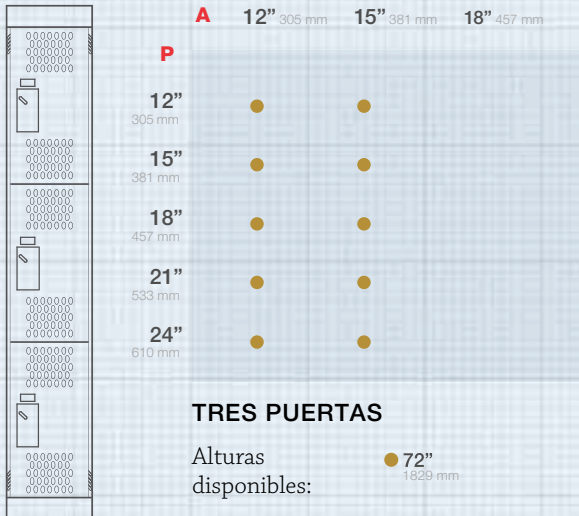 A 12” 305 mm 15” 381 mm 18” 457 mm
P
12”
305 mm
15”
381 mm
18”
457 mm
21”
533 mm
24”
610 mm
TRES PUERTAS
Alturas 72”
disponibles: 1829 mm